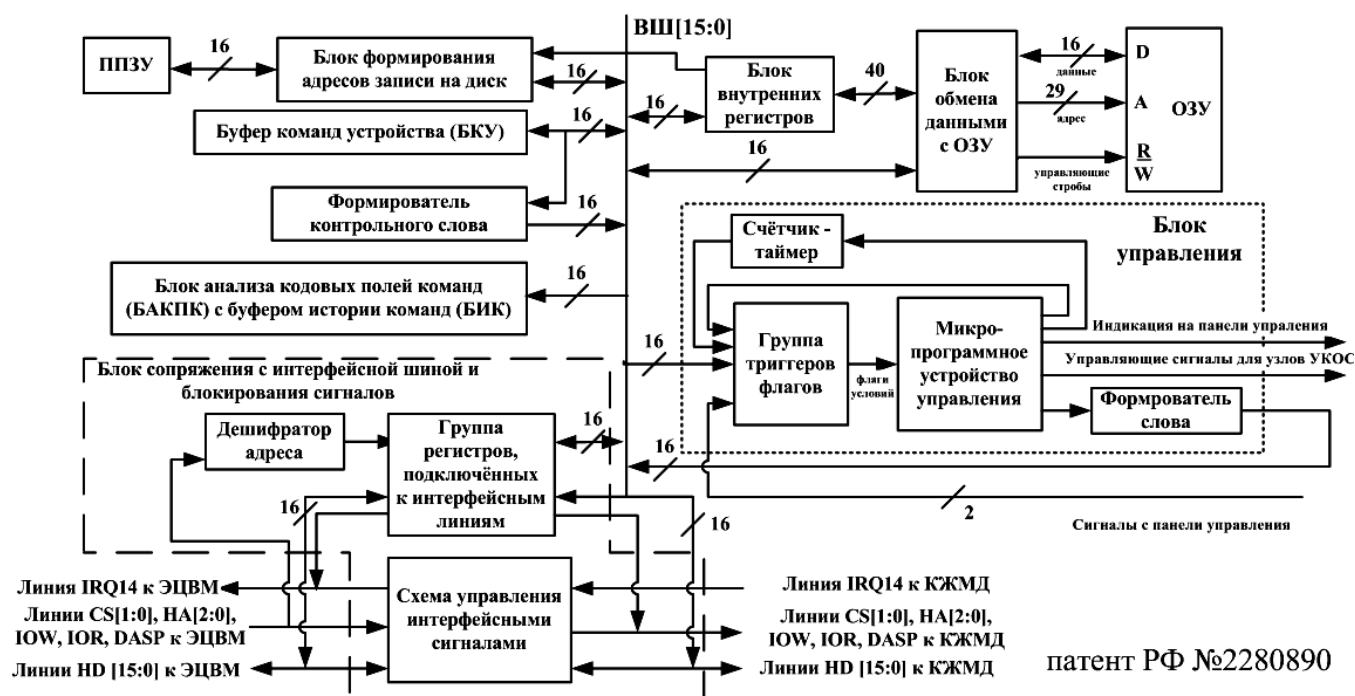 ВШ[15:0]
ППЗУ
16
Блок формирования
адресов записи на диск
16
Буфер команд устройства (БКУ)
16
Формирователь
контрольного слова
16
Блок анализа кодовых полей команд
(БАКПК) с буфером истории команд (БИК)
16
16
Блок
внутренних
регистров
40
16
Блок
обмена
данными
с ОЗУ
16
данные
29
адрес
управляющие
стробы
D
A
R
W
ОЗУ
Блок
управления
Счётчик -
таймер
16
Группа
триггеров
флагов
флаги
условий
Микро-
программное
устройство
управления
Индикация на панели упраления
Управляющие сигналы для узлов УКОС
Формрователь
слова
16
2
Сигналы с панели управления
Блок сопряжения с интерфейсной шиной и
блокирования сигналов
Дешифратор
адреса
Группа
регистров,
подключённых
к интерфейсным
линиям
16
16
16
Схема управления
интерфейсными
сигналами
Линия IRQ14 к ЭЦВМ
Линии CS[1:0], HA[2:0],
IOW, IOR, DASP к ЭЦВМ
Линии HD [15:0] к ЭЦВМ
Линия IRQ14 к КЖМД
Линии CS[1:0], HA[2:0],
IOW, IOR, DASP к КЖМД
Линии HD [15:0] к КЖМД
патент РФ №2280890